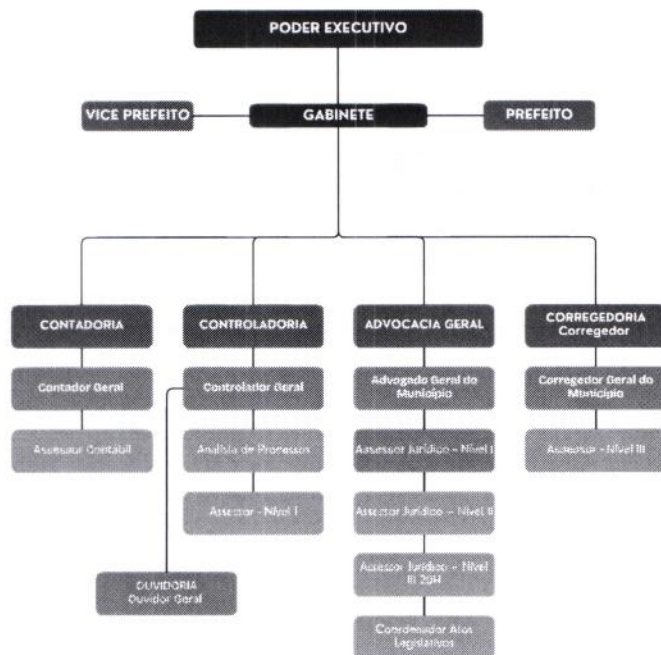 PODER EXECUTIVO
VICE PREFEITO
GABINETE
PREFEITO
CONTADORIA
CONTROLADORIA
ADVOCACIA GERAL
CORREGEDORIA
Corregedor
Contador Geral
Controlador Geral
Advogado Geral do
Município
Corregedor Geral do
Município
Assessor Contábil
Analista de Processos
Assessor Jurídico – Nível I
Assessor - Nível III
Assessor - Nível I
Assessor Jurídico – Nível II
OUVIDORIA
Ouvidor Geral
Assessor Jurídico – Nível
III 20H
Coordenador Atos
Legislativos